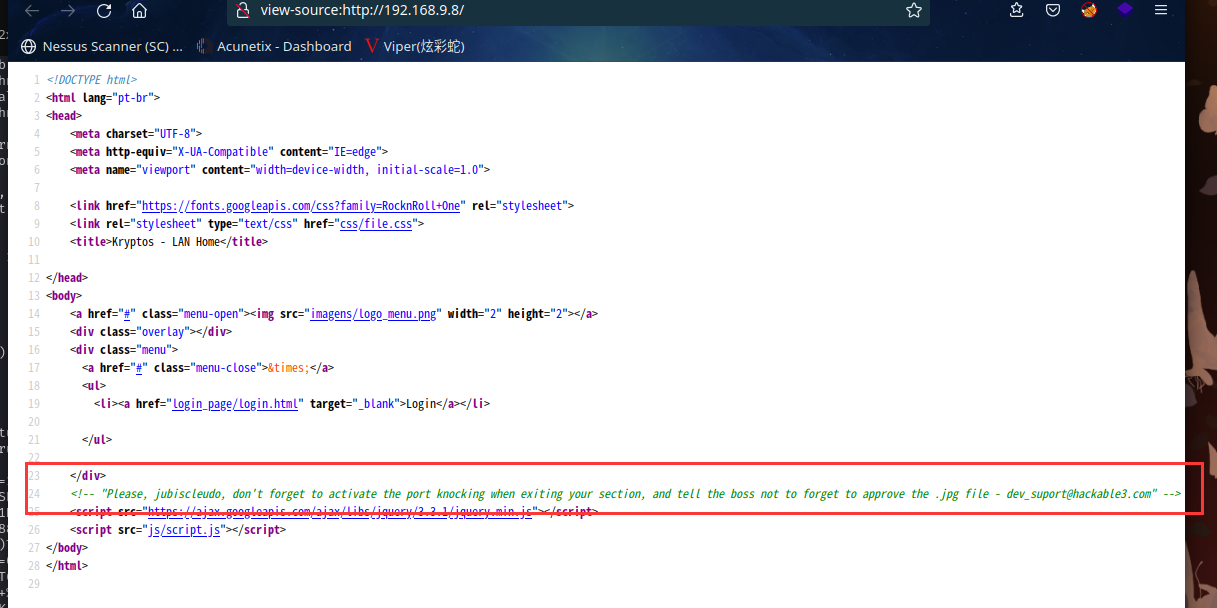 view-source:http://192.168.9.8/
Nessus Scanner (SC) ... Acunetix - Dashboard Viper(炫彩蛇)
1 <!DOCTYPE html>
2 <html lang="pt-br">
3 <head>
4 <meta charset="UTF-8">
5 <meta http-equiv="X-UA-Compatible" content="IE=edge">
6 <meta name="viewport" content="width=device-width, initial-scale=1.0">
7
8 <link href="https://fonts.googleapis.com/css?family=RocknRoll+One" rel="stylesheet">
9 <link rel="stylesheet" type="text/css" href="css/file.css">
10 <title>Kryptos - LAN Home</title>
11
12 </head>
13 <body>
14 <a href="#" class="menu-open"><img src="imagens/logo_menu.png" width="2" height="2"></a>
15 <div class="overlay"></div>
16 <div class="menu">
17 <a href="#" class="menu-close">&times;</a>
18 <ul>
19 <li><a href="login_page/login.html" target="_blank">Login</a></li>
20
21 </ul>
22
23 </div>
24 <!-- "Please, jubiscleudo, don't forget to activate the port knocking when exiting your section, and tell the boss not to forget to approve the .jpg file - dev_suport@hackable3.com" -->
25 <script src="https://ajax.googleapis.com/ajax/libs/jquery/3.3.1/jquery.min.js"></script>
26 <script src="js/script.js"></script>
27 </body>
28 </html>
29